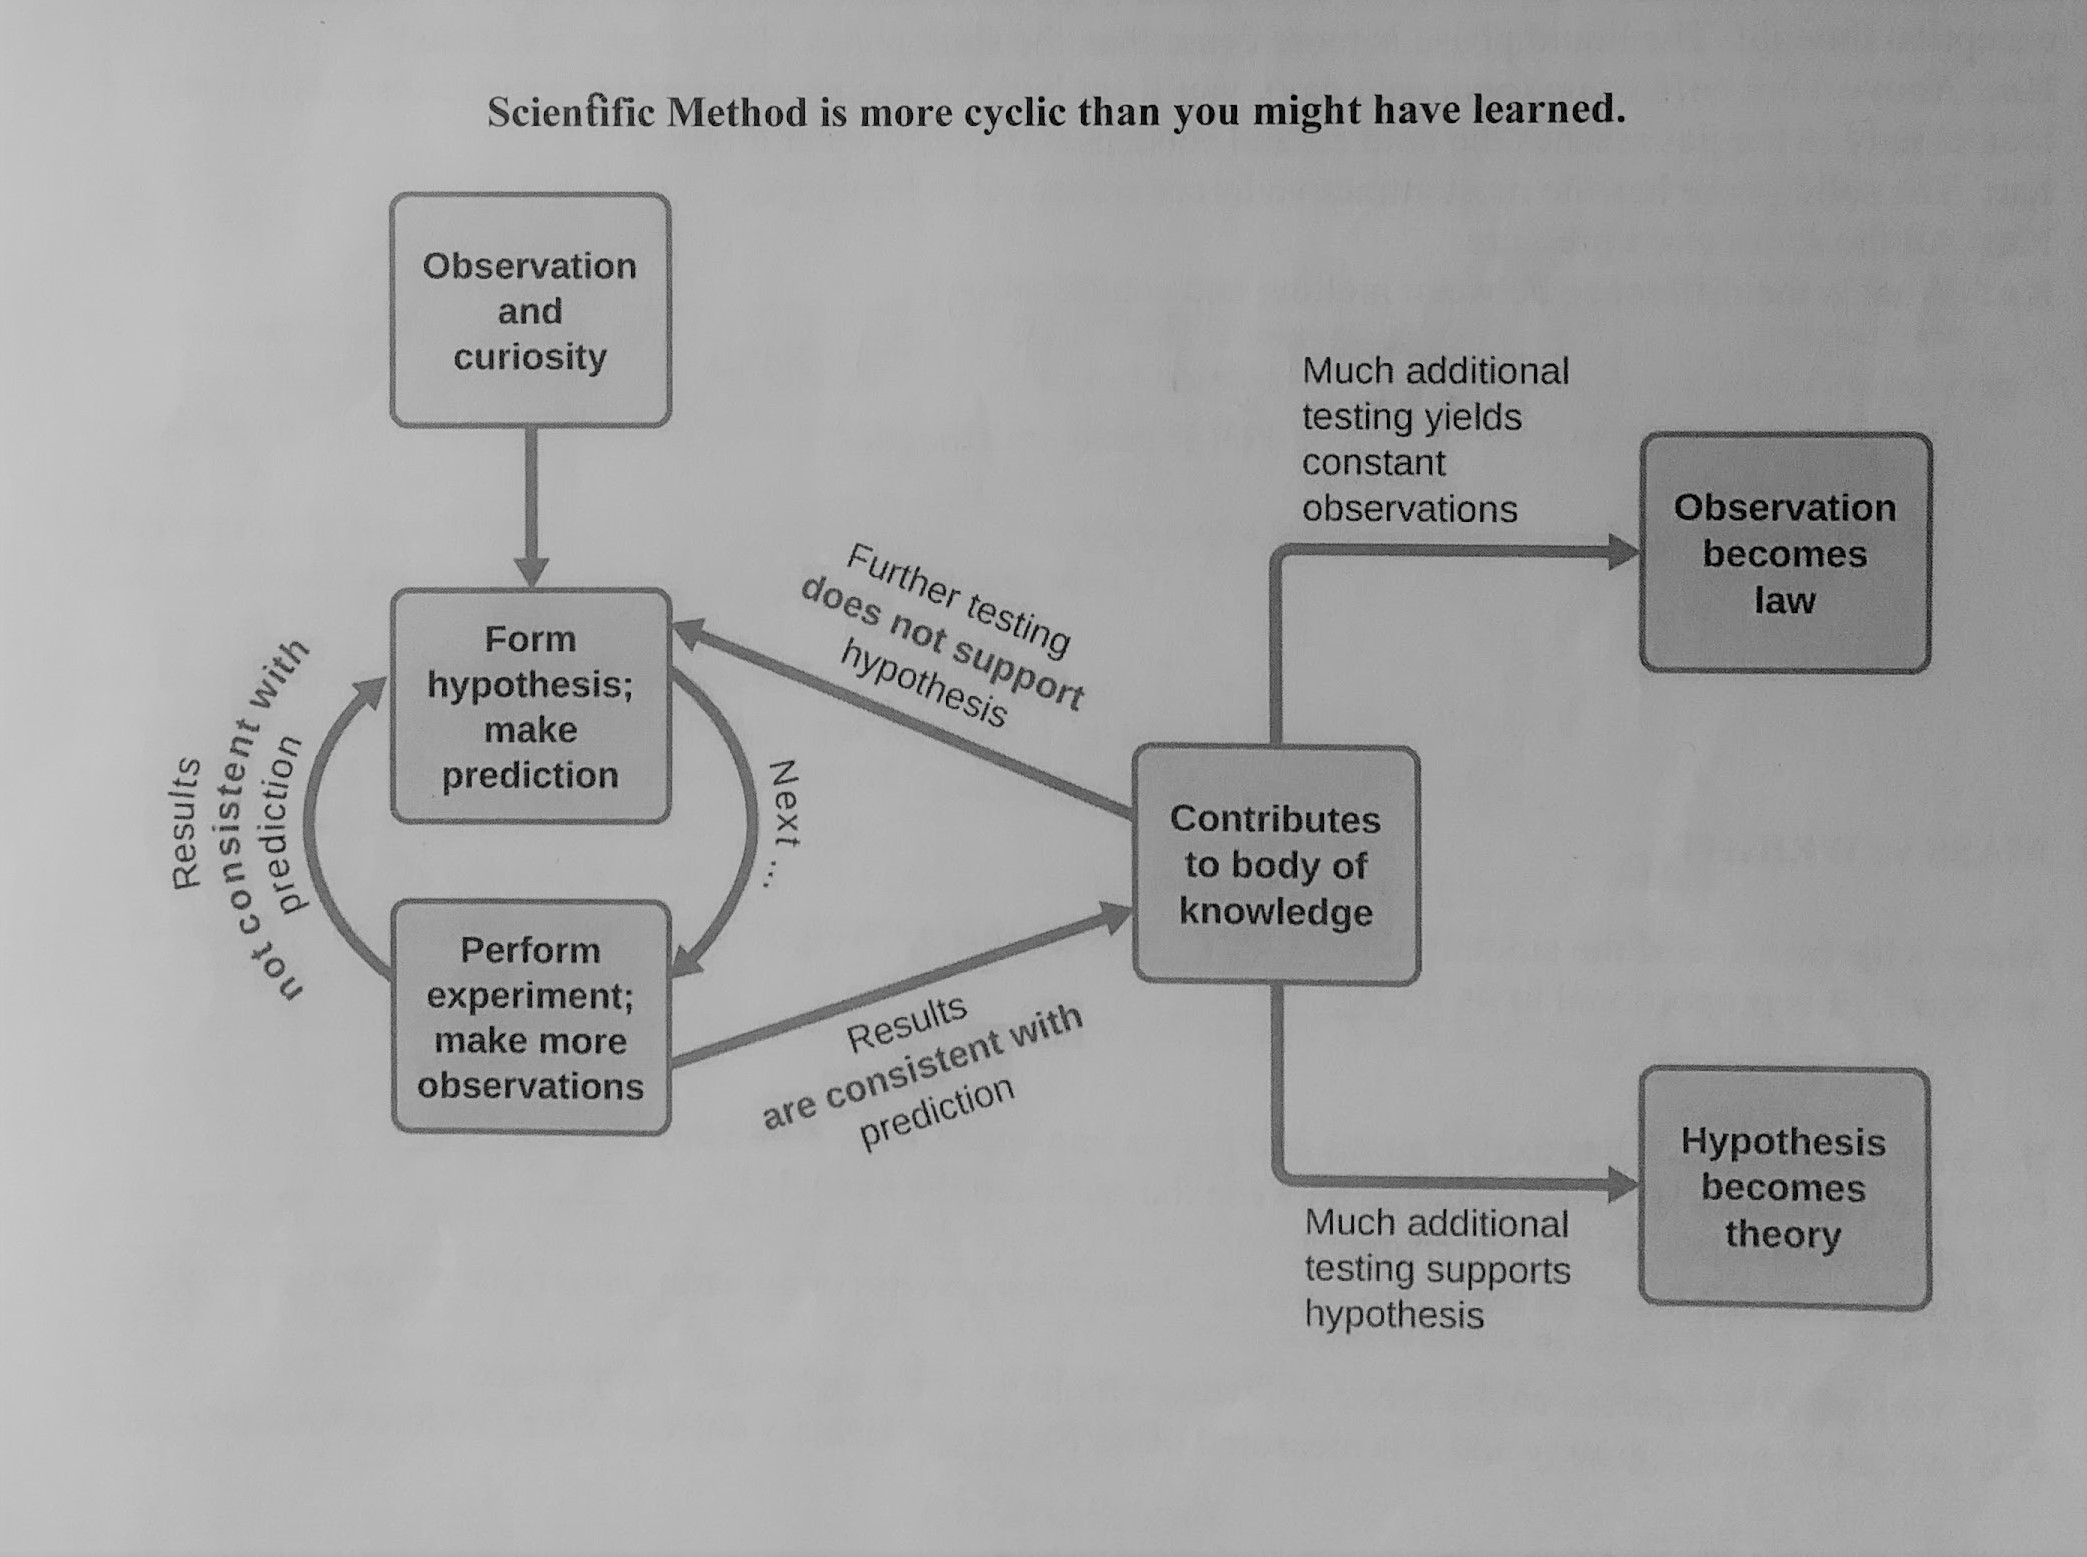 Scientific Method is more cyclic than you might have learned.
Observation
and
curiosity
Form
hypothesis;
make
prediction
Results
not consistent with
prediction
Next ...
Perform
experiment;
make more
observations
Further testing
does not support
hypothesis
Results
are consistent with
prediction
Contributes
to body of
knowledge
Much additional
testing yields
constant
observations
Observation
becomes
law
Much additional
testing supports
hypothesis
Hypothesis
becomes
theory